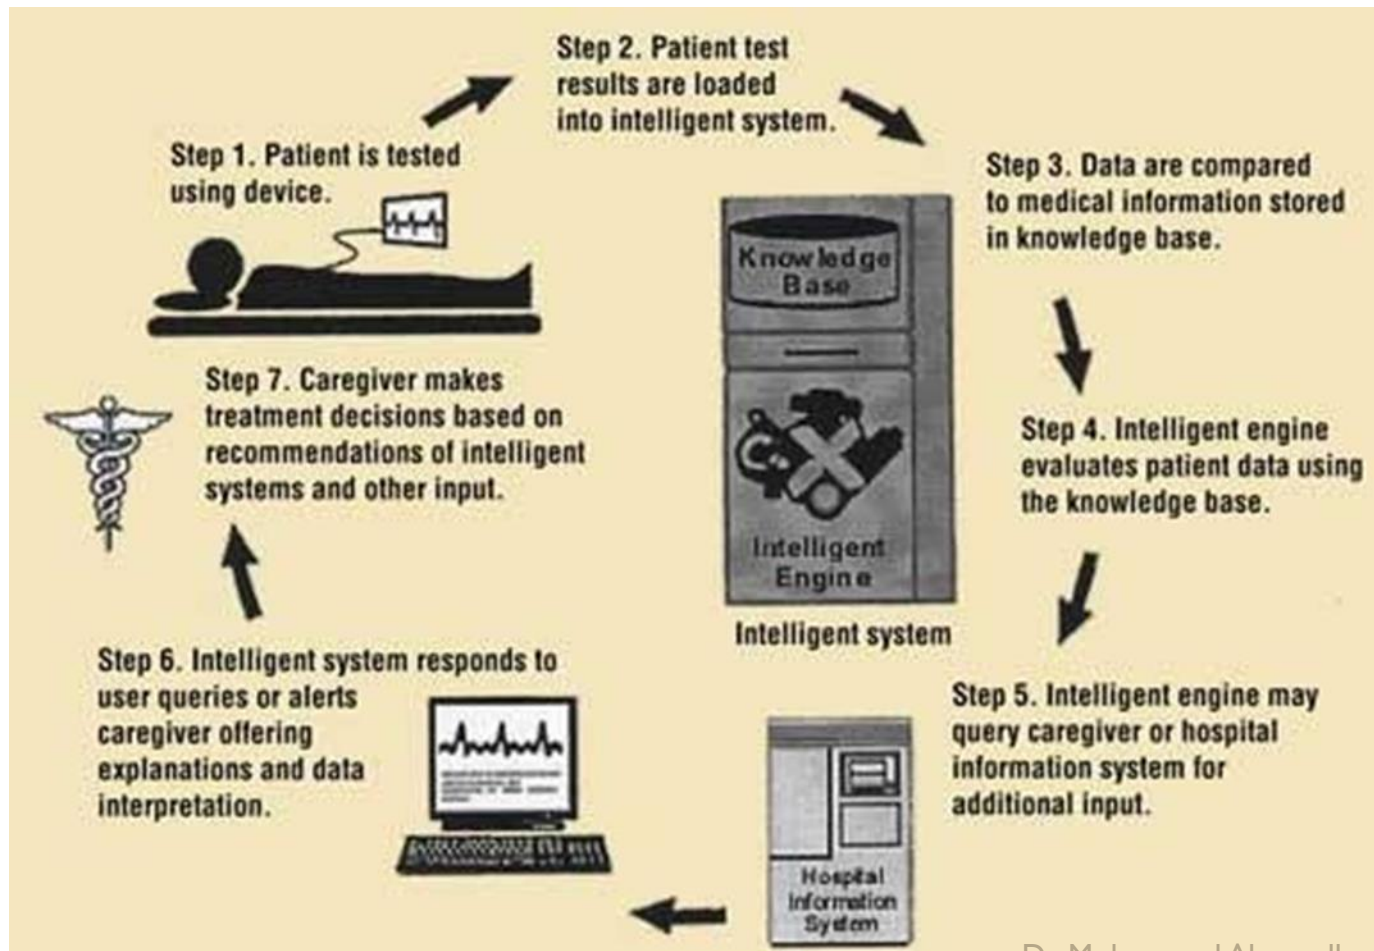 Step 1. Patient is tested
using device.
Step 2. Patient test
results are loaded
into intelligent system.
Step 3. Data are compared
to medical information stored
in knowledge base.
Knowledge
Base
Intelligent
Engine
Intelligent system
Step 4. Intelligent engine
evaluates patient data using
the knowledge base.
Step 5. Intelligent engine may
query caregiver or hospital
information system for
additional input.
Hospital
Information
System
Step 6. Intelligent system responds to
user queries or alerts
caregiver offering
explanations and data
interpretation.
Step 7. Caregiver makes
treatment decisions based on
recommendations of intelligent
systems and other input.